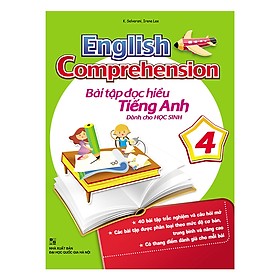 E. Selvarani, Irene Lee
English
Comprehension
Bài tập đọc hiểu
Tiếng Anh
Dành cho HỌC SINH
4
40 bài tập trắc nghiệm và câu hỏi mở
Các bài tập được phân loại theo mức độ cơ bản,
trung bình và nâng cao
Có thang điểm đánh giá cho mỗi bài
NHÀ XUẤT BẢN
ĐẠI HỌC QUỐC GIA HÀ NỘI